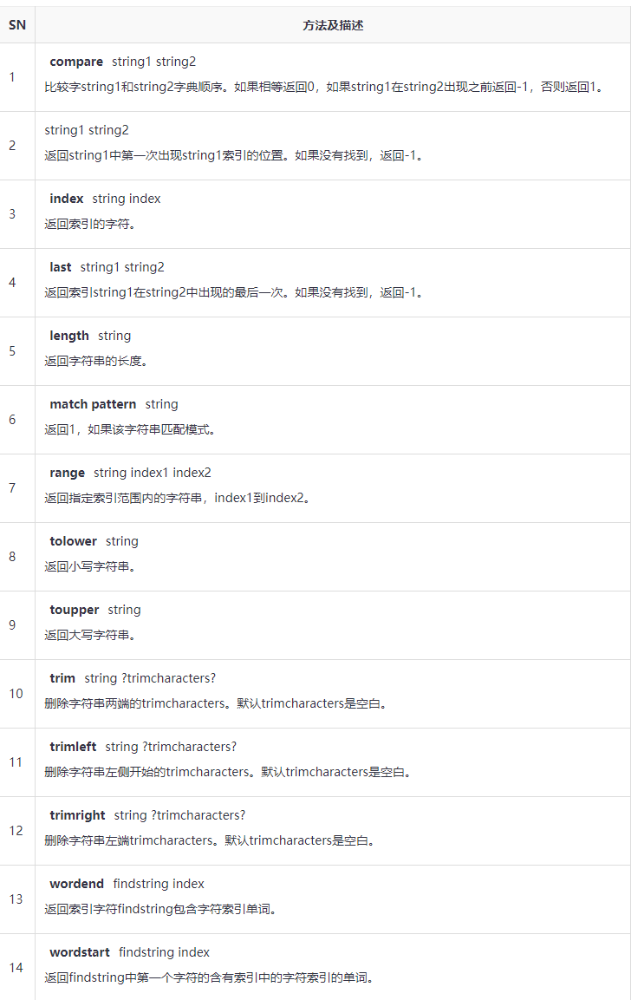 SN 方法及描述
1
compare string1 string2
比较字string1和string2字典顺序。如果相等返回0，如果string1在string2出现之前返回-1，否则返回1。
2
string1 string2
返回string1中第一次出现string1索引的位置。如果没有找到，返回-1。
3
index string index
返回索引的字符。
4
last string1 string2
返回索引string1在string2中出现的最后一次。如果没有找到，返回-1。
5
length string
返回字符串的长度。
6
match pattern string
返回1，如果该字符串匹配模式。
7
range string index1 index2
返回指定索引范围内的字符串，index1到index2。
8
tolower string
返回小写字符串。
9
toupper string
返回大写字符串。
10
trim string ?trimcharacters?
删除字符串两端的trimcharacters。默认trimcharacters是空白。
11
trimleft string ?trimcharacters?
删除字符串左侧开始的trimcharacters。默认trimcharacters是空白。
12
trimright string ?trimcharacters?
删除字符串左端trimcharacters。默认trimcharacters是空白。
13
wordend findstring index
返回索引字符findstring包含字符索引单词。
14
wordstart findstring index
返回findstring中第一个字符的含有索引中的字符索引的单词。